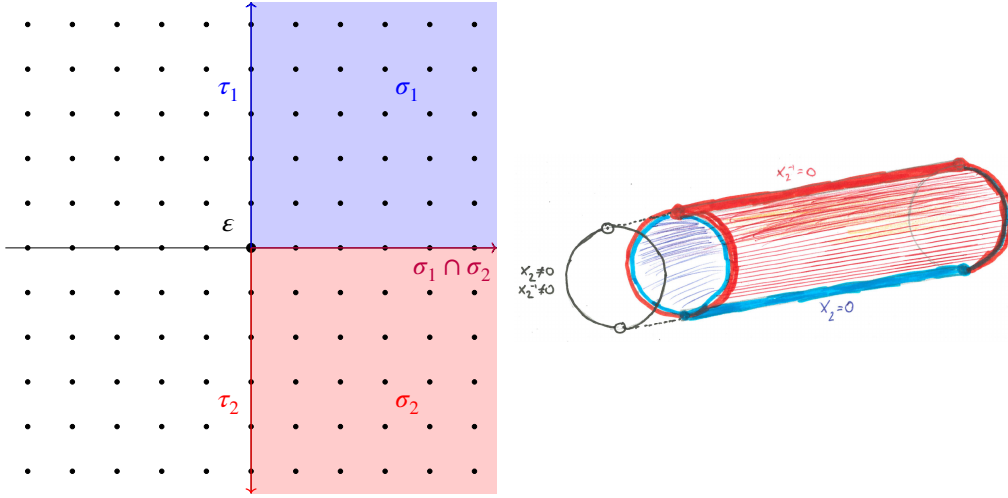 τ₁
σ₁
ε
σ₁ ∩ σ₂
τ₂
σ₂
x₂⁻¹=0
x₂≠0
x₂⁻¹≠0
x₂=0